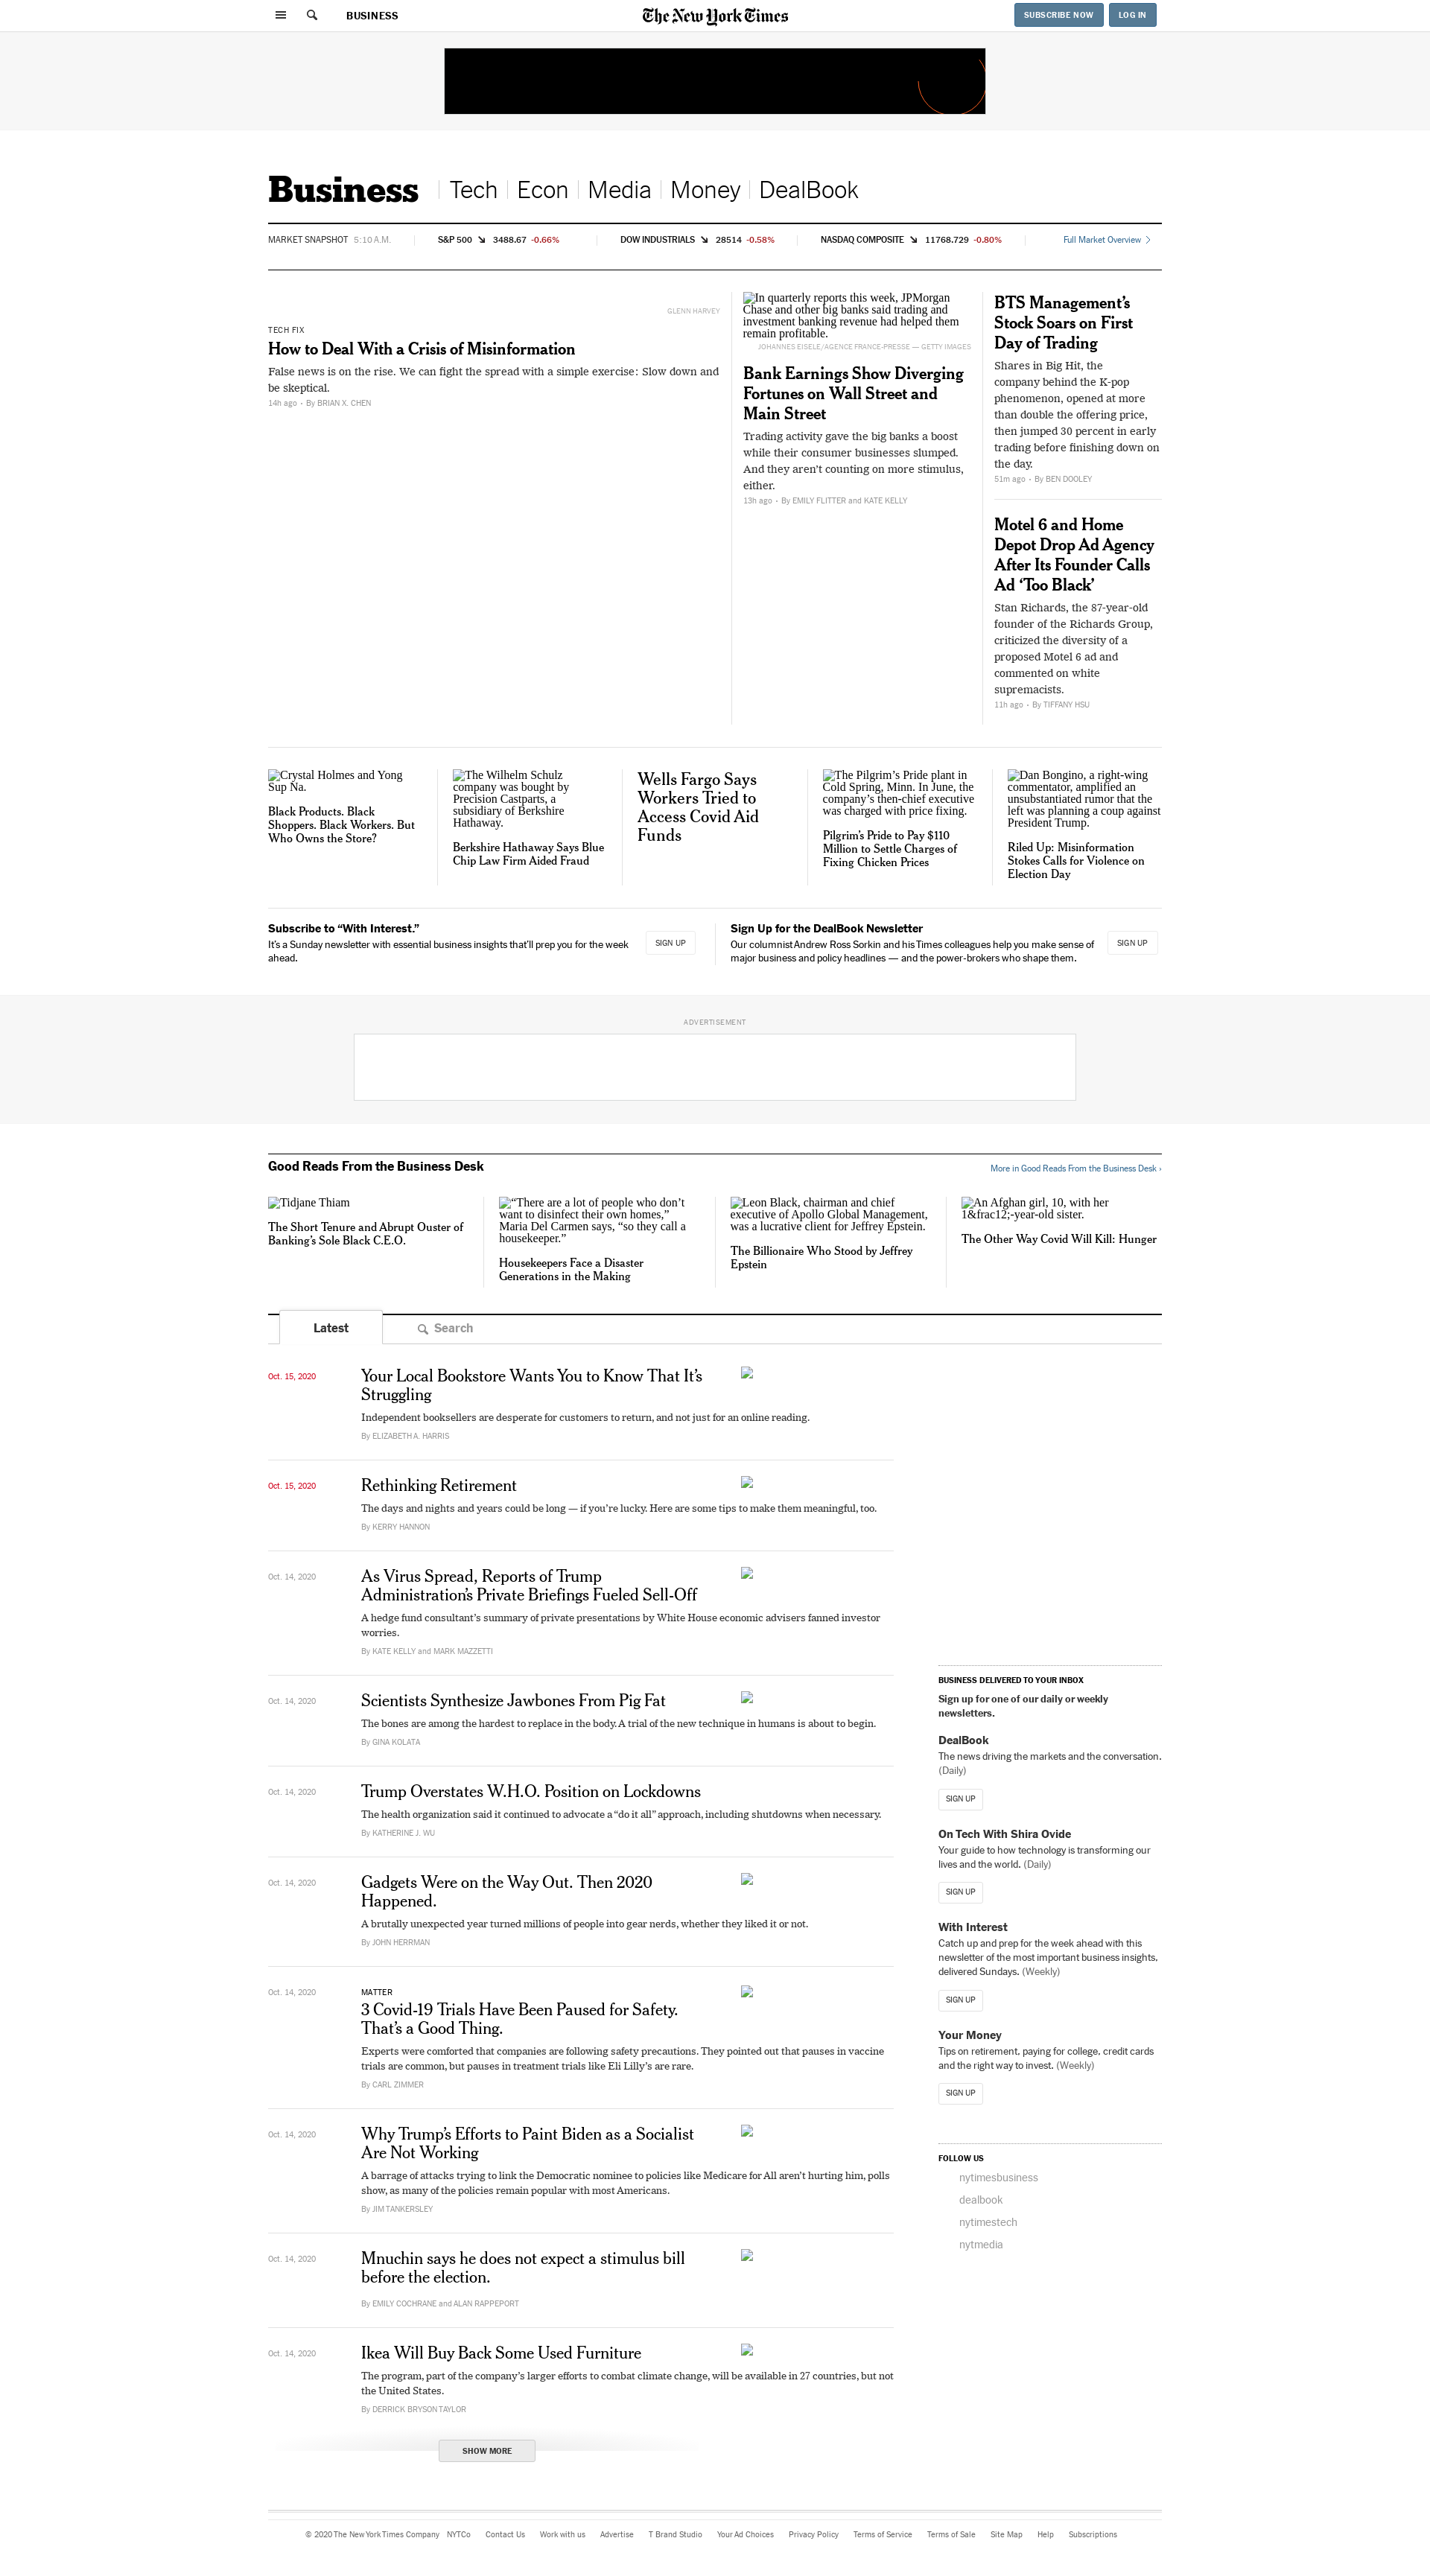 BUSINESS
The New York Times
SUBSCRIBE NOW
LOG IN
Business
Tech
Econ
Media
Money
DealBook
MARKET SNAPSHOT 5:10 A.M.
S&P 500 3488.67 -0.66%
DOW INDUSTRIALS 28514 -0.58%
NASDAQ COMPOSITE 11768.729 -0.80%
Full Market Overview
GLENN HARVEY
TECH FIX
How to Deal With a Crisis of Misinformation
False news is on the rise. We can fight the spread with a simple exercise: Slow down and
be skeptical.
14h ago • By BRIAN X. CHEN
In quarterly reports this week, JPMorgan
Chase and other big banks said trading and
investment banking revenue had helped them
remain profitable.
JOHANNES EISELE/AGENCE FRANCE-PRESSE — GETTY IMAGES
Bank Earnings Show Diverging
Fortunes on Wall Street and
Main Street
Trading activity gave the big banks a boost
while their consumer businesses slumped.
And they aren’t counting on more stimulus,
either.
13h ago • By EMILY FLITTER and KATE KELLY
BTS Management’s
Stock Soars on First
Day of Trading
Shares in Big Hit, the
company behind the K-pop
phenomenon, opened at more
than double the offering price,
then jumped 30 percent in early
trading before finishing down on
the day.
51m ago • By BEN DOOLEY
Motel 6 and Home
Depot Drop Ad Agency
After Its Founder Calls
Ad ‘Too Black’
Stan Richards, the 87-year-old
founder of the Richards Group,
criticized the diversity of a
proposed Motel 6 ad and
commented on white
supremacists.
11h ago • By TIFFANY HSU
Crystal Holmes and Yong
Sup Na.
Black Products. Black
Shoppers. Black Workers. But
Who Owns the Store?
The Wilhelm Schulz
company was bought by
Precision Castparts, a
subsidiary of Berkshire
Hathaway.
Berkshire Hathaway Says Blue
Chip Law Firm Aided Fraud
Wells Fargo Says
Workers Tried to
Access Covid Aid
Funds
The Pilgrim’s Pride plant in
Cold Spring, Minn. In June, the
company’s then-chief executive
was charged with price fixing.
Pilgrim’s Pride to Pay $110
Million to Settle Charges of
Fixing Chicken Prices
Dan Bongino, a right-wing
commentator, amplified an
unsubstantiated rumor that the
left was planning a coup against
President Trump.
Riled Up: Misinformation
Stokes Calls for Violence on
Election Day
Subscribe to “With Interest.”
It’s a Sunday newsletter with essential business insights that’ll prep you for the week
ahead.
SIGN UP
Sign Up for the DealBook Newsletter
Our columnist Andrew Ross Sorkin and his Times colleagues help you make sense of
major business and policy headlines — and the power-brokers who shape them.
SIGN UP
ADVERTISEMENT
Good Reads From the Business Desk
More in Good Reads From the Business Desk ›
Tidjane Thiam
The Short Tenure and Abrupt Ouster of
Banking’s Sole Black C.E.O.
“There are a lot of people who don’t
want to disinfect their own homes,”
Maria Del Carmen says, “so they call a
housekeeper.”
Housekeepers Face a Disaster
Generations in the Making
Leon Black, chairman and chief
executive of Apollo Global Management,
was a lucrative client for Jeffrey Epstein.
The Billionaire Who Stood by Jeffrey
Epstein
An Afghan girl, 10, with her
1&frac12;-year-old sister.
The Other Way Covid Will Kill: Hunger
Latest
Search
Oct. 15, 2020
Your Local Bookstore Wants You to Know That It’s
Struggling
Independent booksellers are desperate for customers to return, and not just for an online reading.
By ELIZABETH A. HARRIS
Oct. 15, 2020
Rethinking Retirement
The days and nights and years could be long — if you’re lucky. Here are some tips to make them meaningful, too.
By KERRY HANNON
Oct. 14, 2020
As Virus Spread, Reports of Trump
Administration’s Private Briefings Fueled Sell-Off
A hedge fund consultant’s summary of private presentations by White House economic advisers fanned investor
worries.
By KATE KELLY and MARK MAZZETTI
Oct. 14, 2020
Scientists Synthesize Jawbones From Pig Fat
The bones are among the hardest to replace in the body. A trial of the new technique in humans is about to begin.
By GINA KOLATA
Oct. 14, 2020
Trump Overstates W.H.O. Position on Lockdowns
The health organization said it continued to advocate a “do it all” approach, including shutdowns when necessary.
By KATHERINE J. WU
Oct. 14, 2020
Gadgets Were on the Way Out. Then 2020
Happened.
A brutally unexpected year turned millions of people into gear nerds, whether they liked it or not.
By JOHN HERRMAN
Oct. 14, 2020
MATTER
3 Covid-19 Trials Have Been Paused for Safety.
That’s a Good Thing.
Experts were comforted that companies are following safety precautions. They pointed out that pauses in vaccine
trials are common, but pauses in treatment trials like Eli Lilly’s are rare.
By CARL ZIMMER
Oct. 14, 2020
Why Trump’s Efforts to Paint Biden as a Socialist
Are Not Working
A barrage of attacks trying to link the Democratic nominee to policies like Medicare for All aren’t hurting him, polls
show, as many of the policies remain popular with most Americans.
By JIM TANKERSLEY
Oct. 14, 2020
Mnuchin says he does not expect a stimulus bill
before the election.
By EMILY COCHRANE and ALAN RAPPEPORT
Oct. 14, 2020
Ikea Will Buy Back Some Used Furniture
The program, part of the company’s larger efforts to combat climate change, will be available in 27 countries, but not
the United States.
By DERRICK BRYSON TAYLOR
SHOW MORE
BUSINESS DELIVERED TO YOUR INBOX
Sign up for one of our daily or weekly
newsletters.
DealBook
The news driving the markets and the conversation.
(Daily)
SIGN UP
On Tech With Shira Ovide
Your guide to how technology is transforming our
lives and the world. (Daily)
SIGN UP
With Interest
Catch up and prep for the week ahead with this
newsletter of the most important business insights,
delivered Sundays. (Weekly)
SIGN UP
Your Money
Tips on retirement, paying for college, credit cards
and the right way to invest. (Weekly)
SIGN UP
FOLLOW US
nytimesbusiness
dealbook
nytimestech
nytmedia
© 2020 The New York Times Company NYTCo Contact Us Work with us Advertise T Brand Studio Your Ad Choices Privacy Policy Terms of Service Terms of Sale Site Map Help Subscriptions